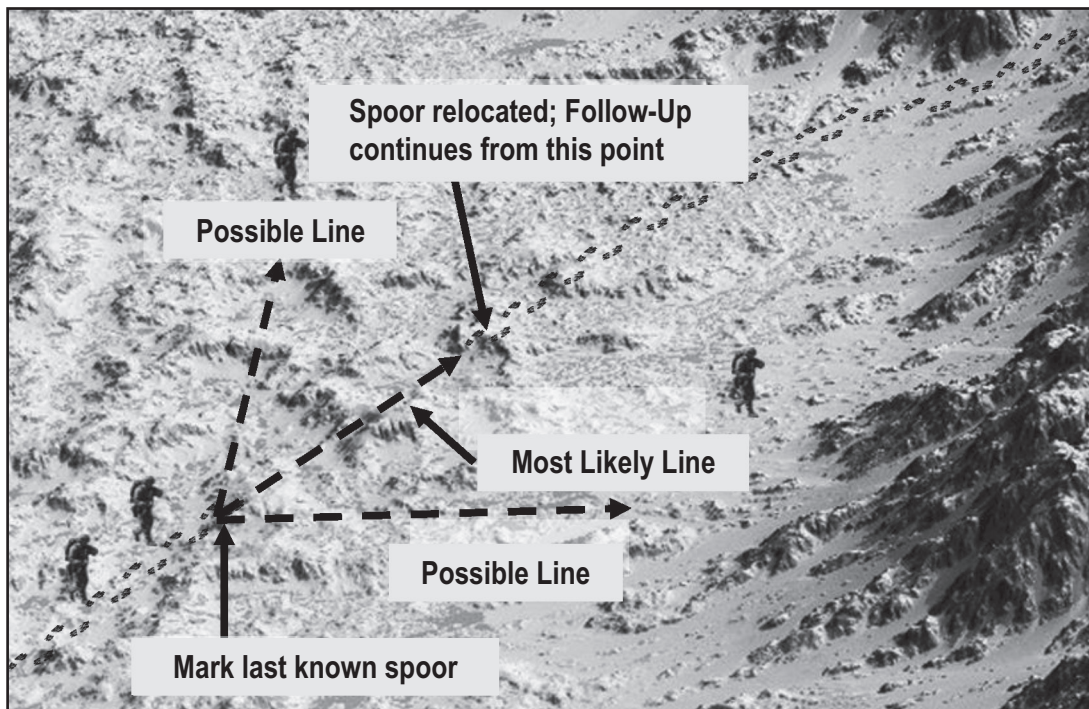 Spoor relocated; Follow-Up
continues from this point
Possible Line
Most Likely Line
Possible Line
Mark last known spoor